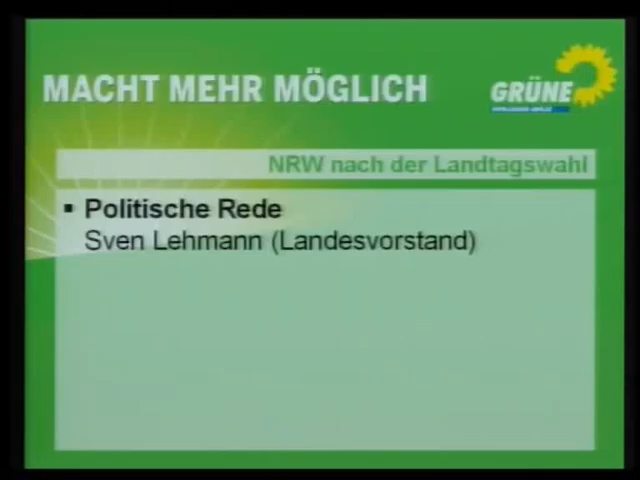 MACHT MEHR MÖGLICH
GRÜNE
NRW nach der Landtagswahl
▪ Politische Rede
Sven Lehmann (Landesvorstand)